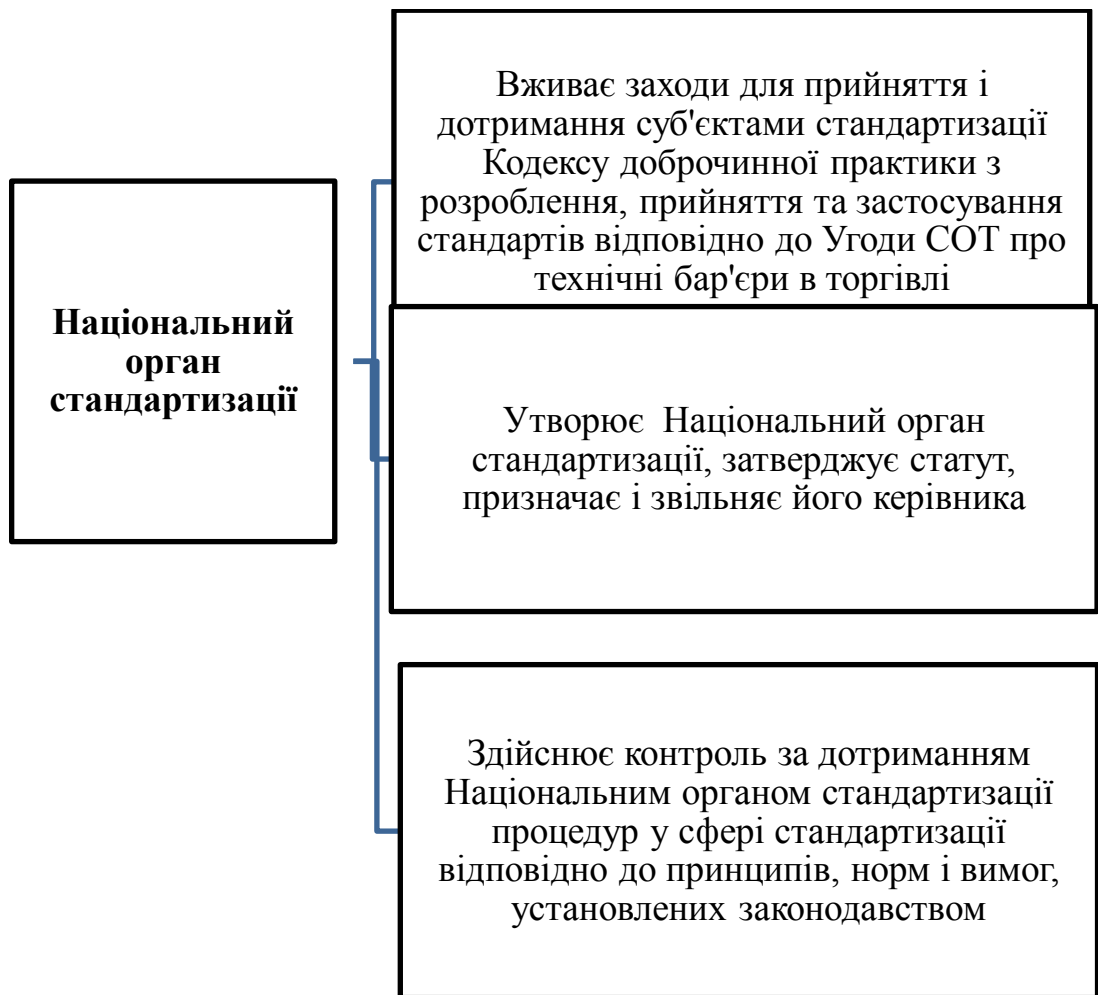 Національний
орган
стандартизації
Вживає заходи для прийняття і
дотримання суб'єктами стандартизації
Кодексу доброчинної практики з
розроблення, прийняття та застосування
стандартів відповідно до Угоди СОТ про
технічні бар'єри в торгівлі
Утворює Національний орган
стандартизації, затверджує статут,
призначає і звільняє його керівника
Здійснює контроль за дотриманням
Національним органом стандартизації
процедур у сфері стандартизації
відповідно до принципів, норм і вимог,
установлених законодавством